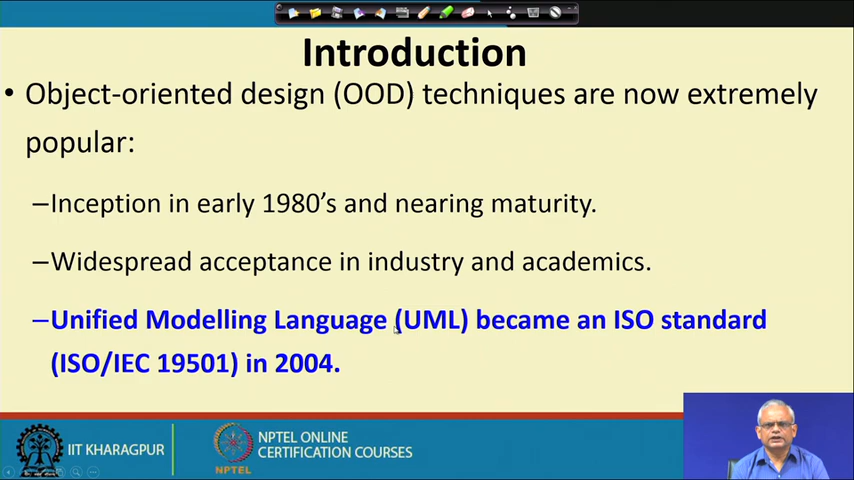 Introduction
• Object-oriented design (OOD) techniques are now extremely
popular:
–Inception in early 1980’s and nearing maturity.
–Widespread acceptance in industry and academics.
–Unified Modelling Language (UML) became an ISO standard
(ISO/IEC 19501) in 2004.
IIT KHARAGPUR
NPTEL ONLINE
CERTIFICATION COURSES
NPTEL